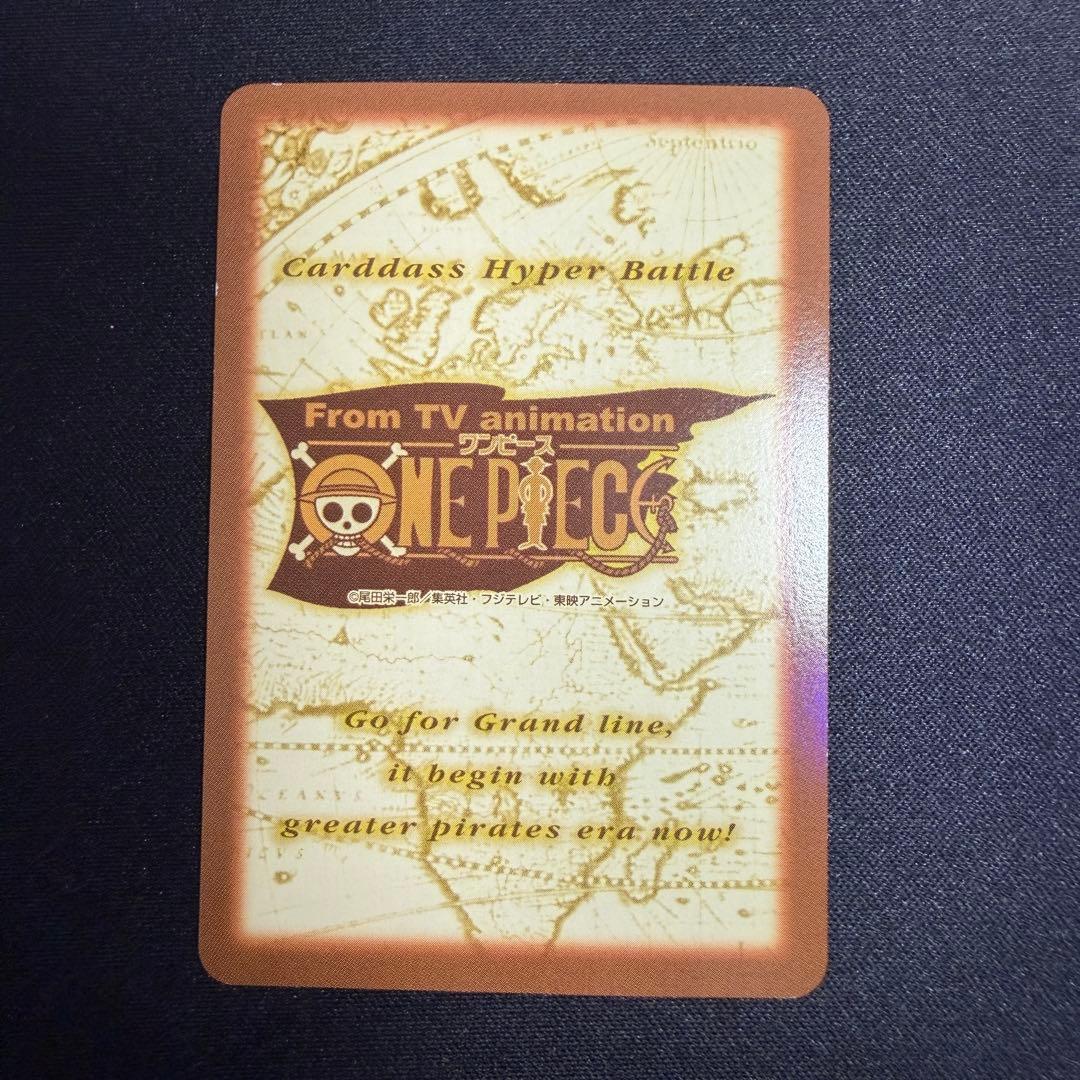 Septentrio
Carddass Hyper Battle
From TV animation
ワンピース
ONE PIECE
©尾田栄一郎／集英社・フジテレビ・東映アニメーション
Go for Grand line,
it begin with
greater pirates era now!